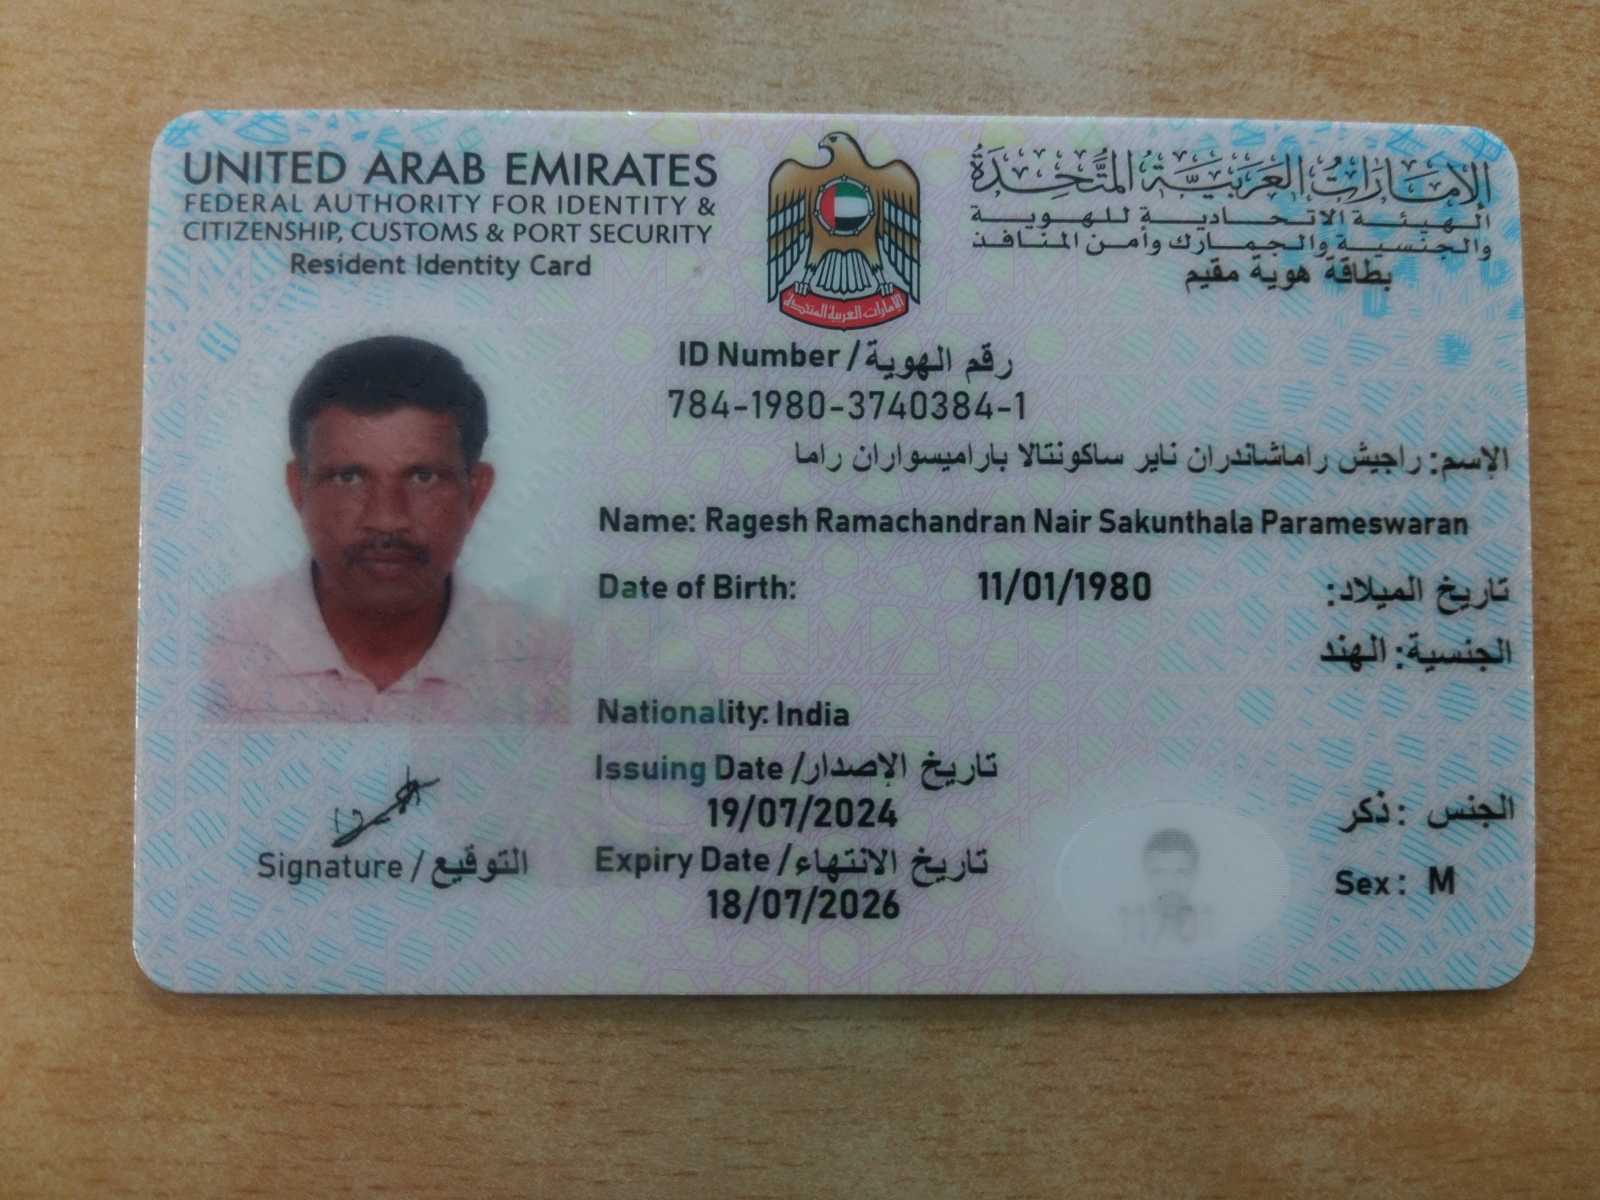 UNITED ARAB EMIRATES
FEDERAL AUTHORITY FOR IDENTITY &
CITIZENSHIP, CUSTOMS & PORT SECURITY
Resident Identity Card
الإمارات العربية المتحدة
الهيئة الاتحادية للهوية
والجنسية والجمارك وأمن المنافذ
بطاقة هوية مقيم
الإمارات العربية المتحدة
ID Number / رقم الهوية
784-1980-3740384-1
الإسم: راجيش راماشاندران ناير ساكونتالا باراميسواران راما
Name: Ragesh Ramachandran Nair Sakunthala Parameswaran
Date of Birth: 11/01/1980 تاريخ الميلاد:
الجنسية: الهند
Nationality: India
Issuing Date / تاريخ الإصدار
19/07/2024
الجنس : ذكر
Signature / التوقيع
Expiry Date / تاريخ الانتهاء
18/07/2026
Sex : M